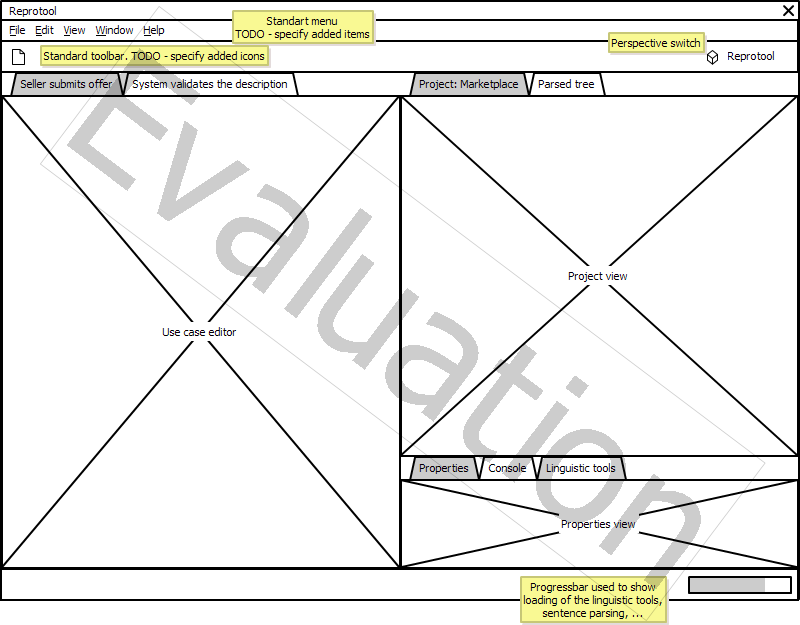 Reprotool
File Edit View Window Help
Standart menu
TODO - specify added items
Standard toolbar. TODO - specify added icons
Perspective switch
Reprotool
Seller submits offer System validates the description
Project: Marketplace Parsed tree
Evaluation
Use case editor
Project view
Properties Console Linguistic tools
Properties view
Progressbar used to show
loading of the linguistic tools,
sentence parsing, ...